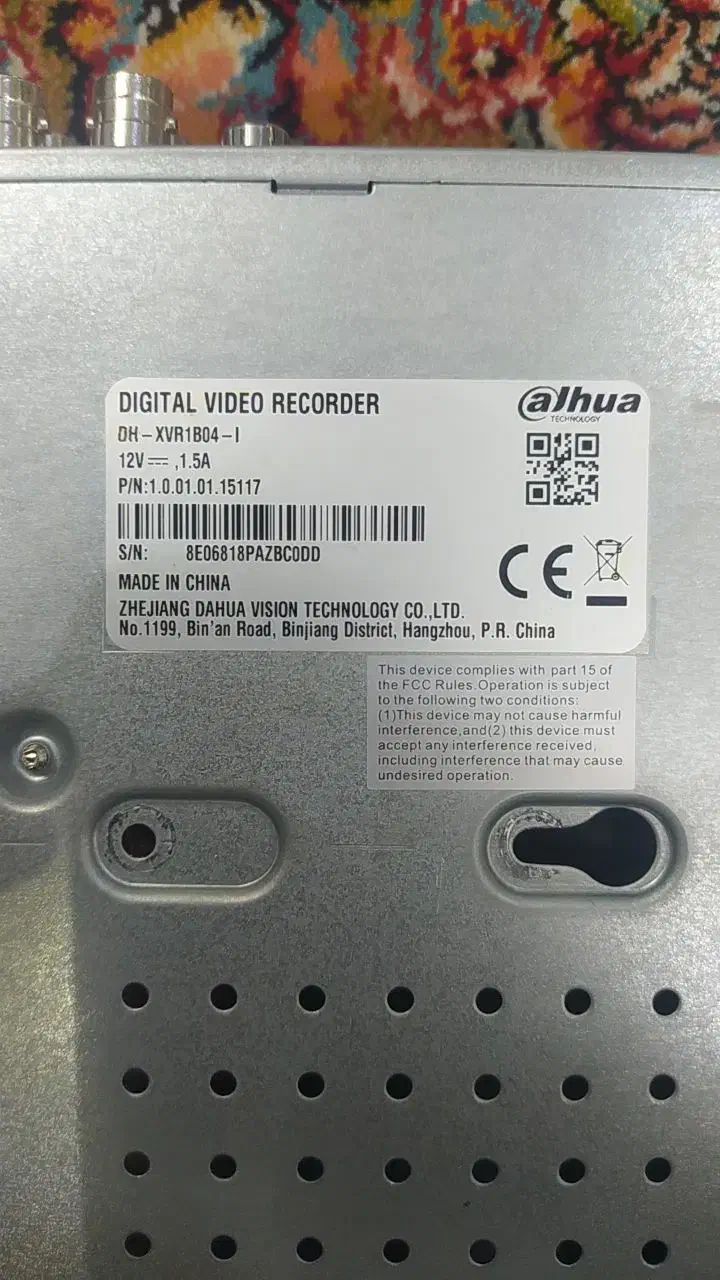 DIGITAL VIDEO RECORDER
alhua
TECHNOLOGY
DH-XVR1B04-I
12V⎓,1.5A
P/N:1.0.01.01.15117
S/N: 8E06818PAZBC0DD
MADE IN CHINA
CE
ZHEJIANG DAHUA VISION TECHNOLOGY CO.,LTD.
No.1199, Bin'an Road, Binjiang District, Hangzhou, P.R. China
This device complies with part 15 of
the FCC Rules.Operation is subject
to the following two conditions:
(1)This device may not cause harmful
interference,and(2) this device must
accept any interference received,
including interference that may cause
undesired operation.